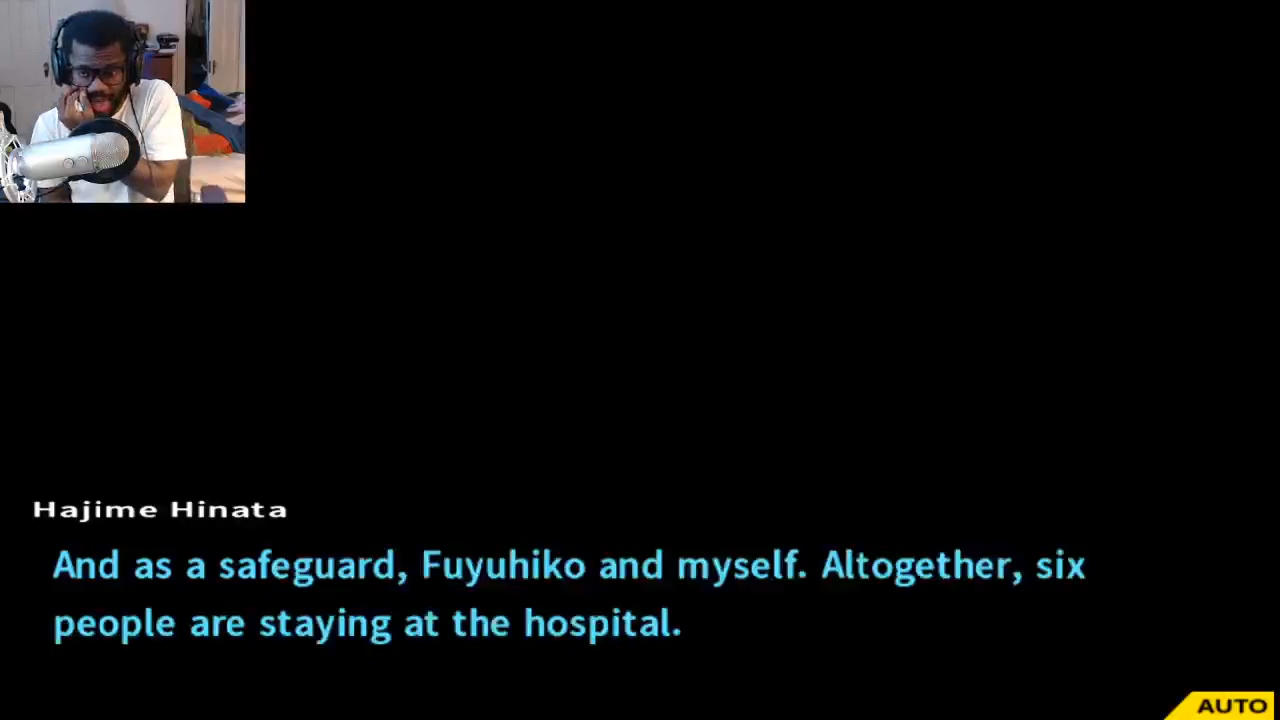 Hajime Hinata
And as a safeguard, Fuyuhiko and myself. Altogether, six
people are staying at the hospital.
AUTO